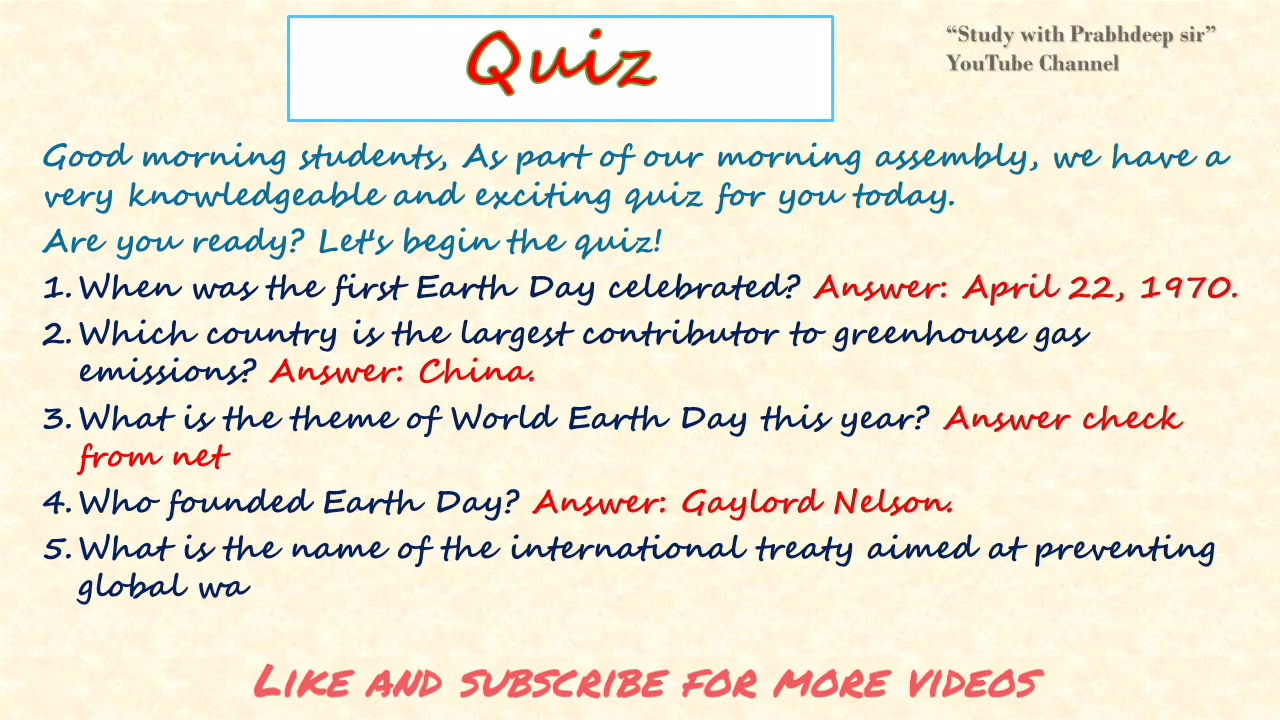 Quiz
“Study with Prabhdeep sir”
YouTube Channel
Good morning students, As part of our morning assembly, we have a
very knowledgeable and exciting quiz for you today.
Are you ready? Let's begin the quiz!
1. When was the first Earth Day celebrated? Answer: April 22, 1970.
2. Which country is the largest contributor to greenhouse gas
emissions? Answer: China.
3. What is the theme of World Earth Day this year? Answer check
from net
4. Who founded Earth Day? Answer: Gaylord Nelson.
5. What is the name of the international treaty aimed at preventing
global wa
Like and subscribe for more videos